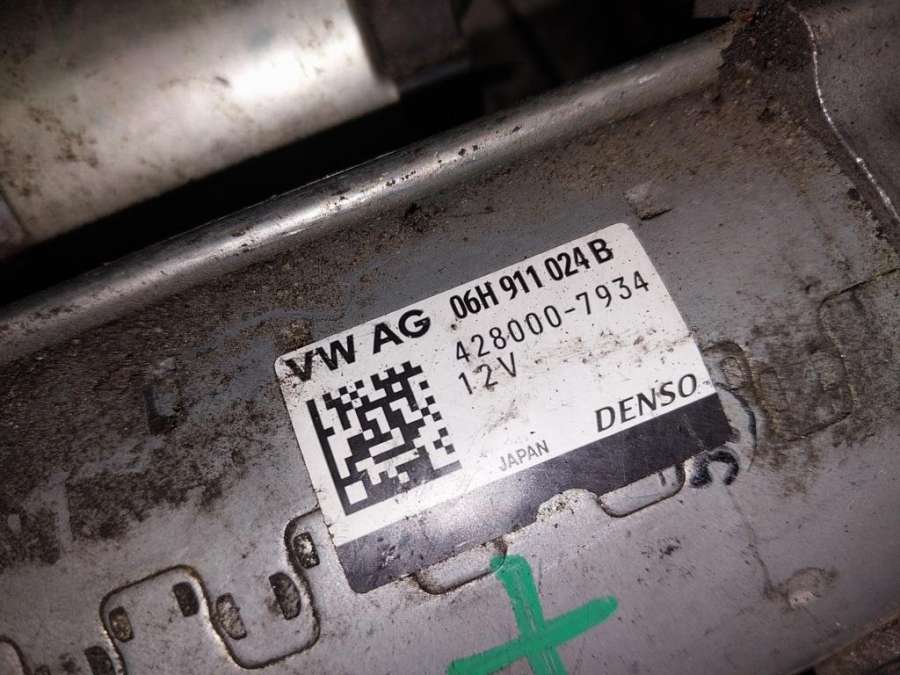 VW AG 06H 911 024 B
428000-7934
12V
DENSO
JAPAN